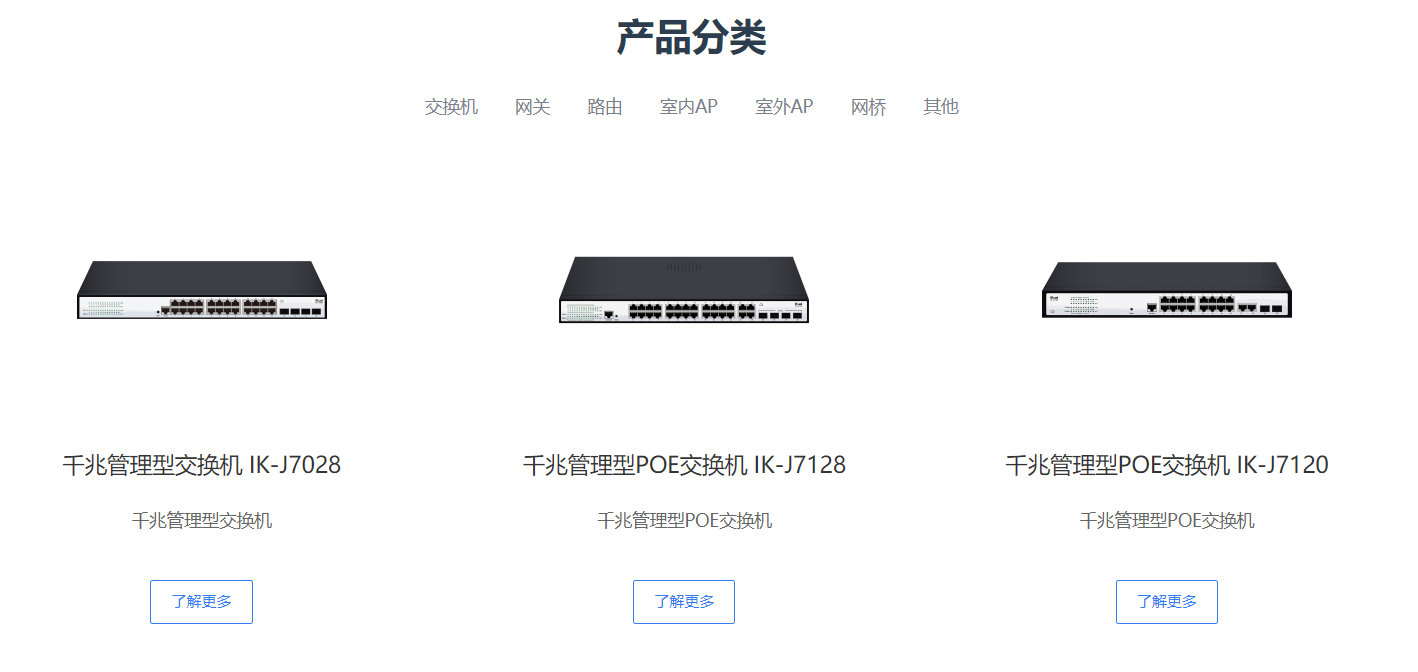 产品分类
交换机 网关 路由 室内AP 室外AP 网桥 其他
千兆管理型交换机 IK-J7028
千兆管理型POE交换机 IK-J7128
千兆管理型POE交换机 IK-J7120
千兆管理型交换机
千兆管理型POE交换机
千兆管理型POE交换机
了解更多
了解更多
了解更多